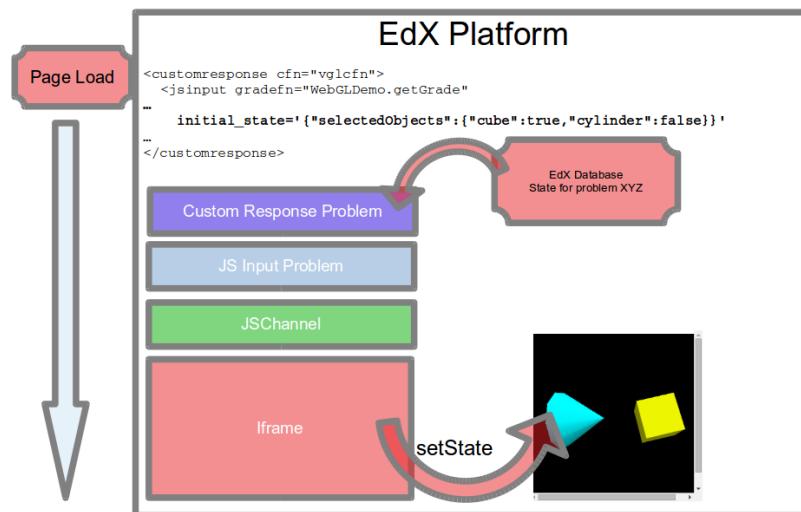 EdX Platform
Page Load
<customresponse cfn="vglcfn">
<jsinput gradefn="WebGLDemo.getGrade"
…
initial_state='{"selectedObjects":{"cube":true,"cylinder":false}}'
…
</customresponse>
EdX Database
State for problem XYZ
Custom Response Problem
JS Input Problem
JSChannel
Iframe
setState